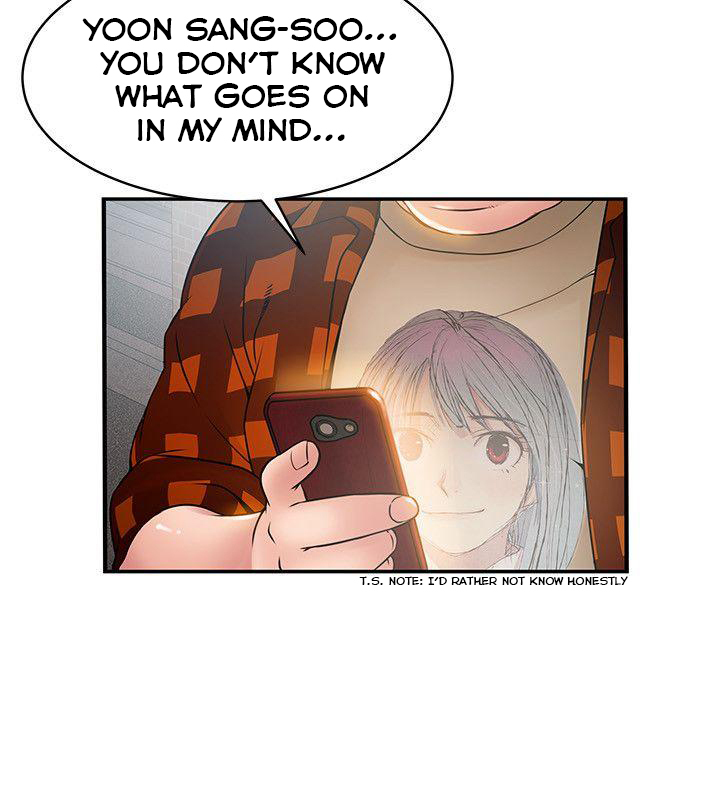 YOON SANG-SOO...
YOU DON'T KNOW
WHAT GOES ON
IN MY MIND...
T.S. NOTE: I'D RATHER NOT KNOW HONESTLY